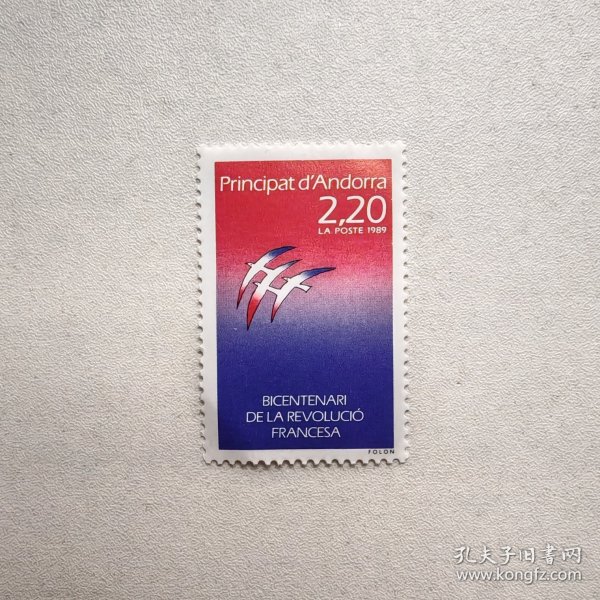 Principat d'Andorra
2,20
LA POSTE 1989
BICENTENARI
DE LA REVOLUCIÓ
FRANCESA
FOLON
孔夫子旧书网
www.kongfz.com